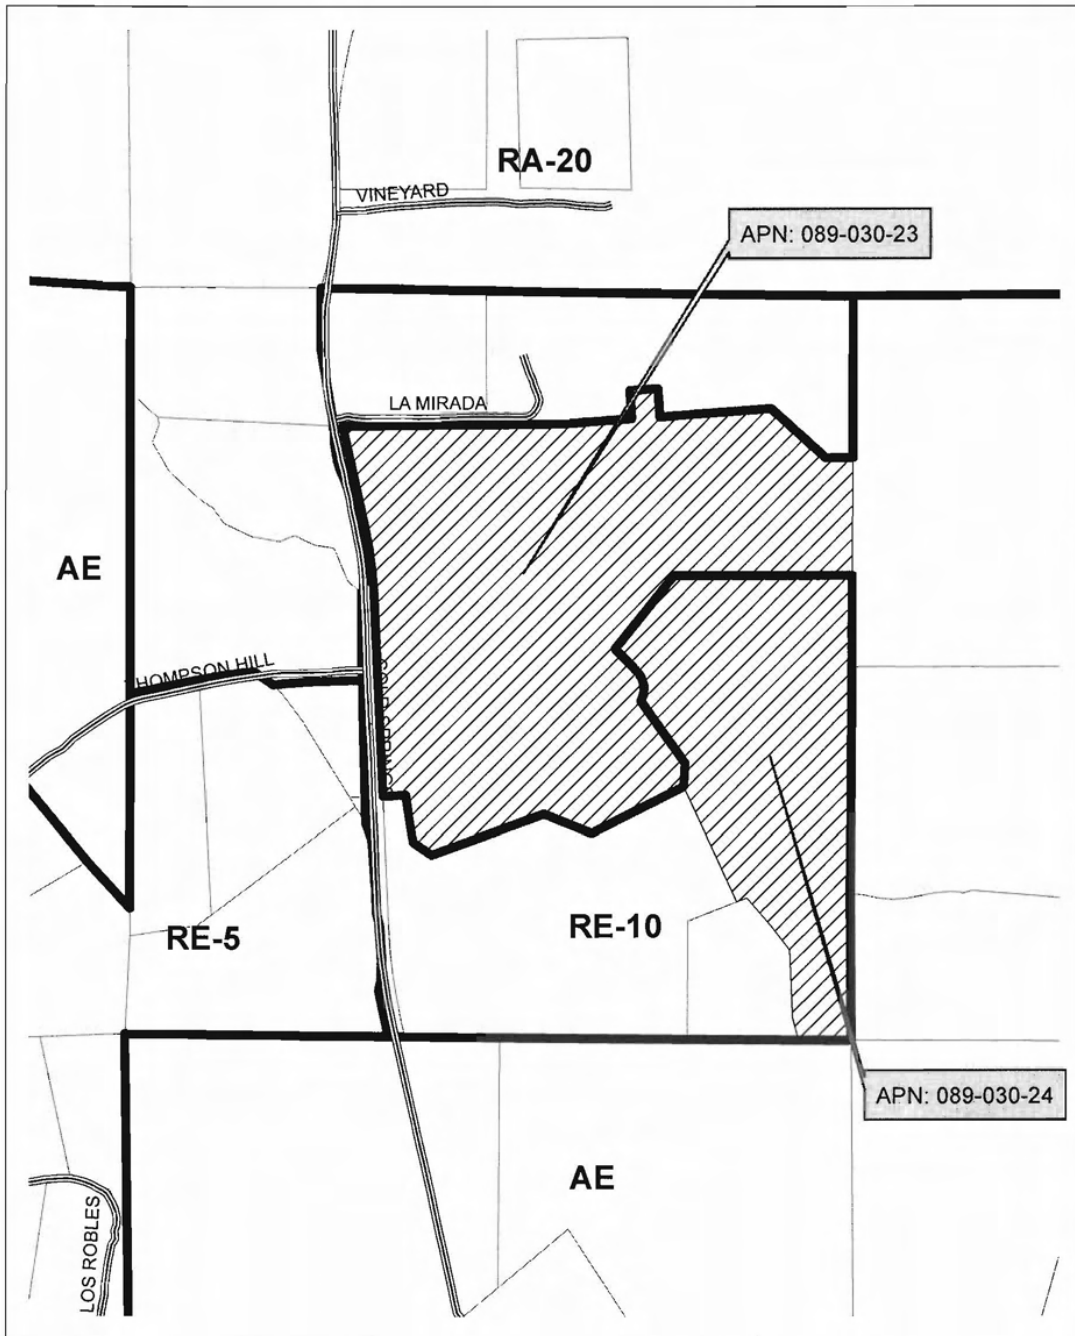 RA-20
VINEYARD
APN: 089-030-23
LA MIRADA
AE
HOMPSON HILL
RE-5
RE-10
APN: 089-030-24
AE
LOS ROBLES